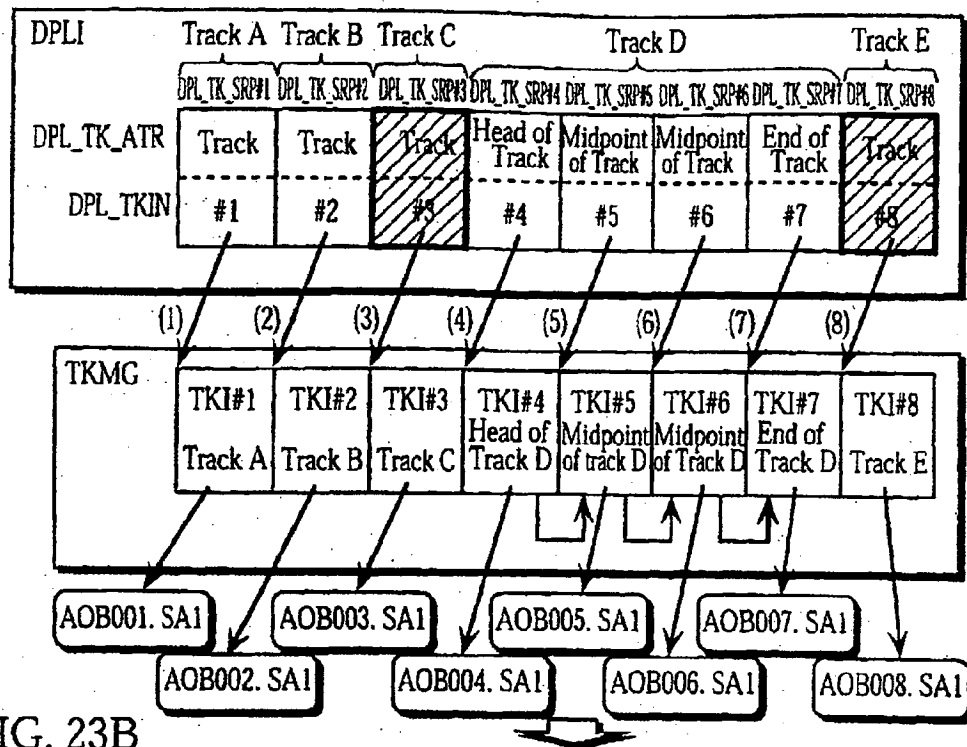 DPLI
Track A Track B Track C Track D Track E
DPL_TK_SRP#1 DPL_TK_SRP#2 DPL_TK_SRP#3 DPL_TK_SRP#4 DPL_TK_SRP#5 DPL_TK_SRP#6 DPL_TK_SRP#7 DPL_TK_SRP#8
DPL_TK_ATR
Track Track Track Head of Track Midpoint of Track Midpoint of Track End of Track Track
DPL_TKIN
#1 #2 #3 #4 #5 #6 #7 #8
(1) (2) (3) (4) (5) (6) (7) (8)
TKMG
TKI#1 TKI#2 TKI#3 TKI#4 TKI#5 TKI#6 TKI#7 TKI#8
Track A Track B Track C Head of Track D Midpoint of track D Midpoint of Track D End of Track D Track E
AOB001. SA1 AOB003. SA1 AOB005. SA1 AOB007. SA1
AOB002. SA1 AOB004. SA1 AOB006. SA1 AOB008. SA1
IG. 23B